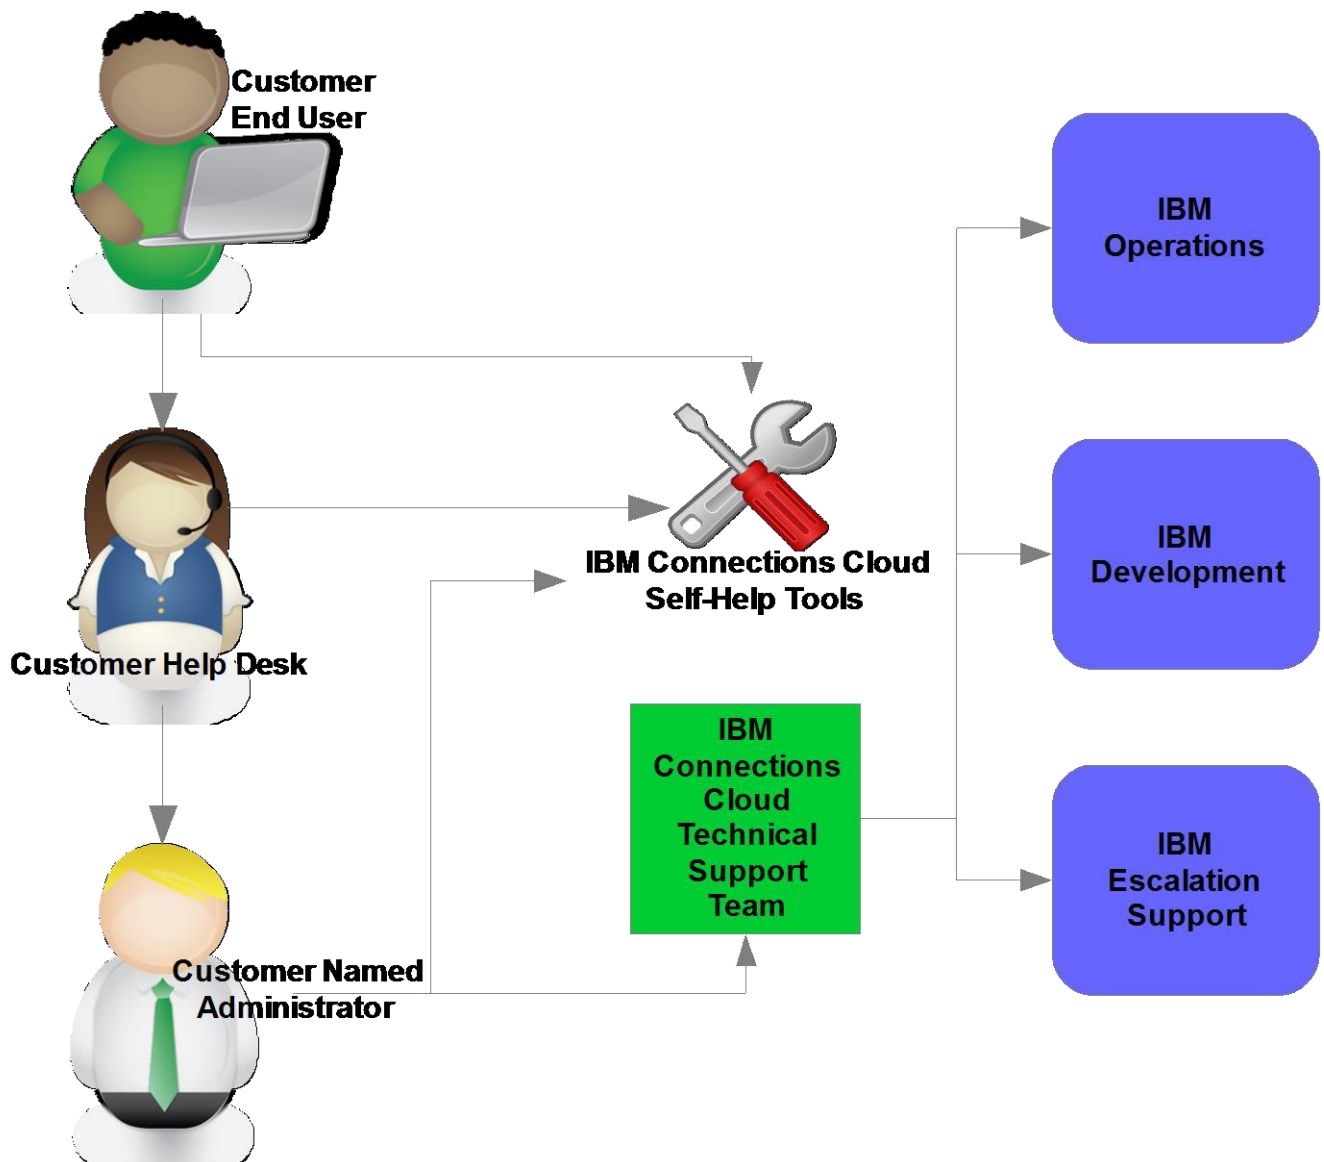 Customer
End User
IBM
Operations
IBM Connections Cloud
Self-Help Tools
IBM
Development
Customer Help Desk
IBM
Connections
Cloud
Technical
Support
Team
IBM
Escalation
Support
Customer Named
Administrator